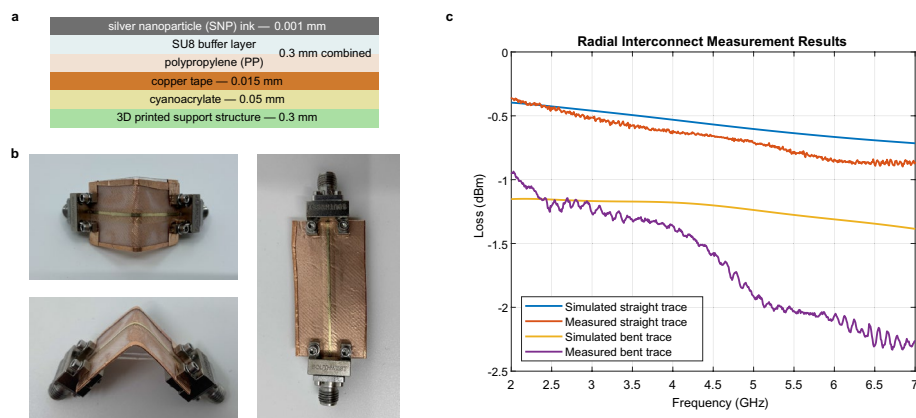 a
silver nanoparticle (SNP) ink — 0.001 mm
SU8 buffer layer
0.3 mm combined
polypropylene (PP)
copper tape — 0.015 mm
cyanoacrylate — 0.05 mm
3D printed support structure — 0.3 mm
b
c
Radial Interconnect Measurement Results
0
-0.5
-1
-1.5
-2
-2.5
Loss (dBm)
Simulated straight trace
Measured straight trace
Simulated bent trace
Measured bent trace
2 2.5 3 3.5 4 4.5 5 5.5 6 6.5 7
Frequency (GHz)